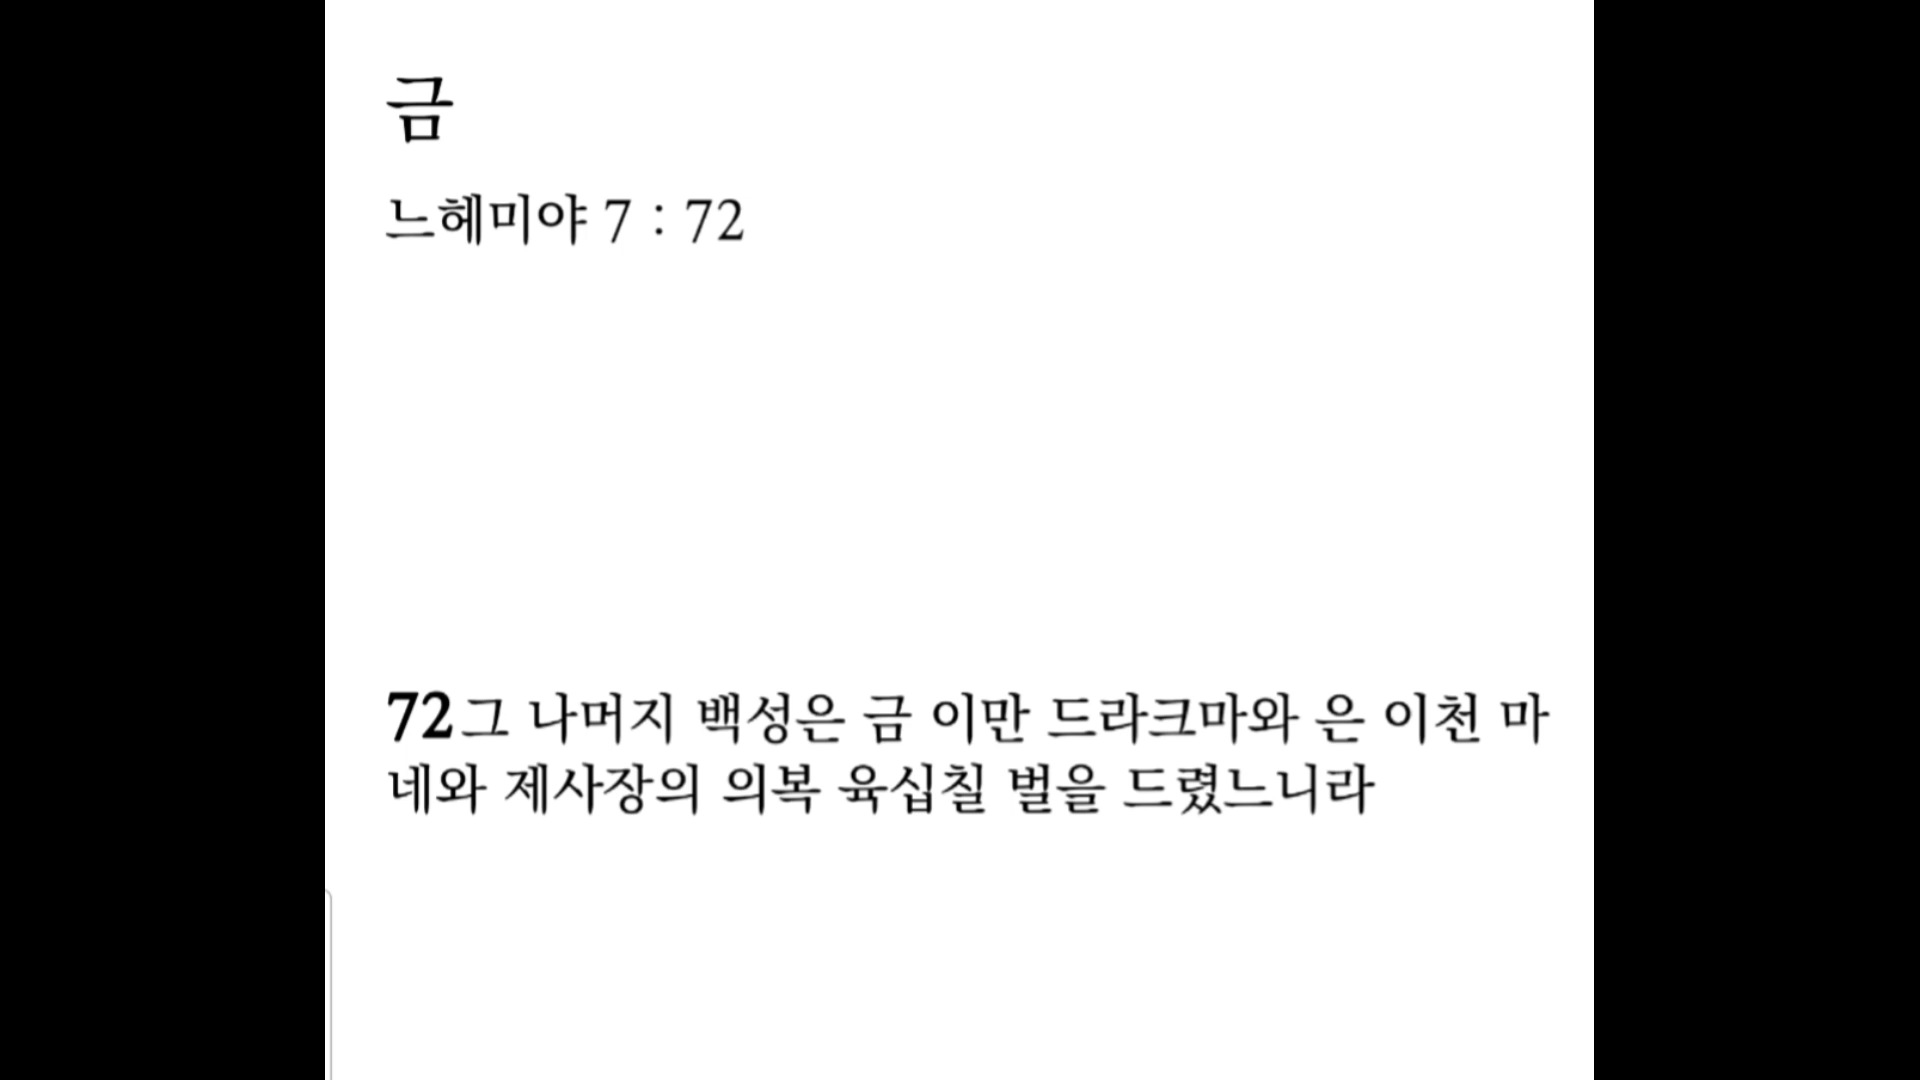 금
느헤미야 7 : 72
72그 나머지 백성은 금 이만 드라크마와 은 이천 마
네와 제사장의 의복 육십칠 벌을 드렸느니라